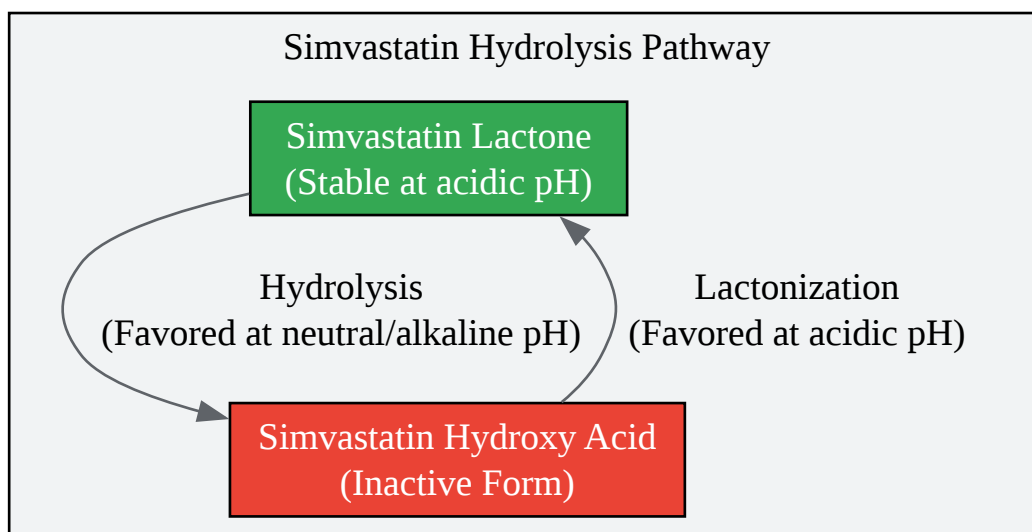 Simvastatin Hydrolysis Pathway
Simvastatin Lactone
(Stable at acidic pH)
Hydrolysis
(Favored at neutral/alkaline pH)
Lactonization
(Favored at acidic pH)
Simvastatin Hydroxy Acid
(Inactive Form)